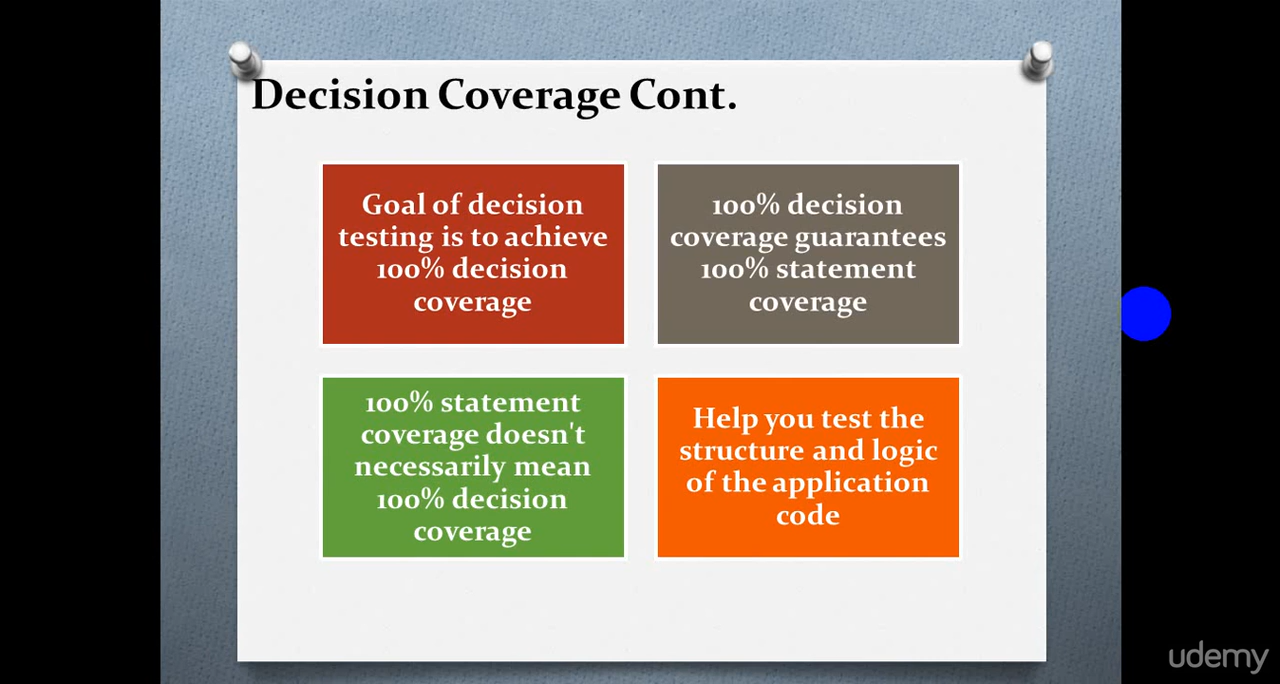 Decision Coverage Cont.
Goal of decision
testing is to achieve
100% decision
coverage
100% decision
coverage guarantees
100% statement
coverage
100% statement
coverage doesn't
necessarily mean
100% decision
coverage
Help you test the
structure and logic
of the application
code
udemy